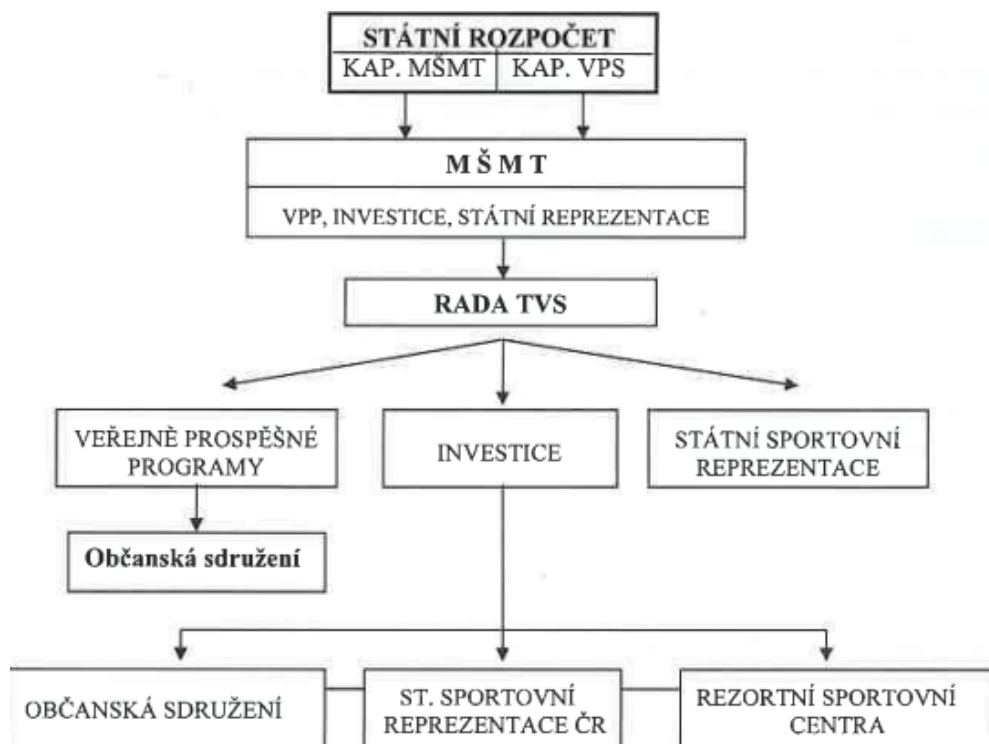 STÁTNÍ ROZPOČET
KAP. MŠMT
KAP. VPS
M Š M T
VPP, INVESTICE, STÁTNÍ REPREZENTACE
RADA TVS
VEŘEJNĚ PROSPĚŠNÉ
PROGRAMY
INVESTICE
STÁTNÍ SPORTOVNÍ
REPREZENTACE
Občanská sdružení
OBČANSKÁ SDRUŽENÍ
ST. SPORTOVNÍ
REPREZENTACE ČR
REZORTNÍ SPORTOVNÍ
CENTRA